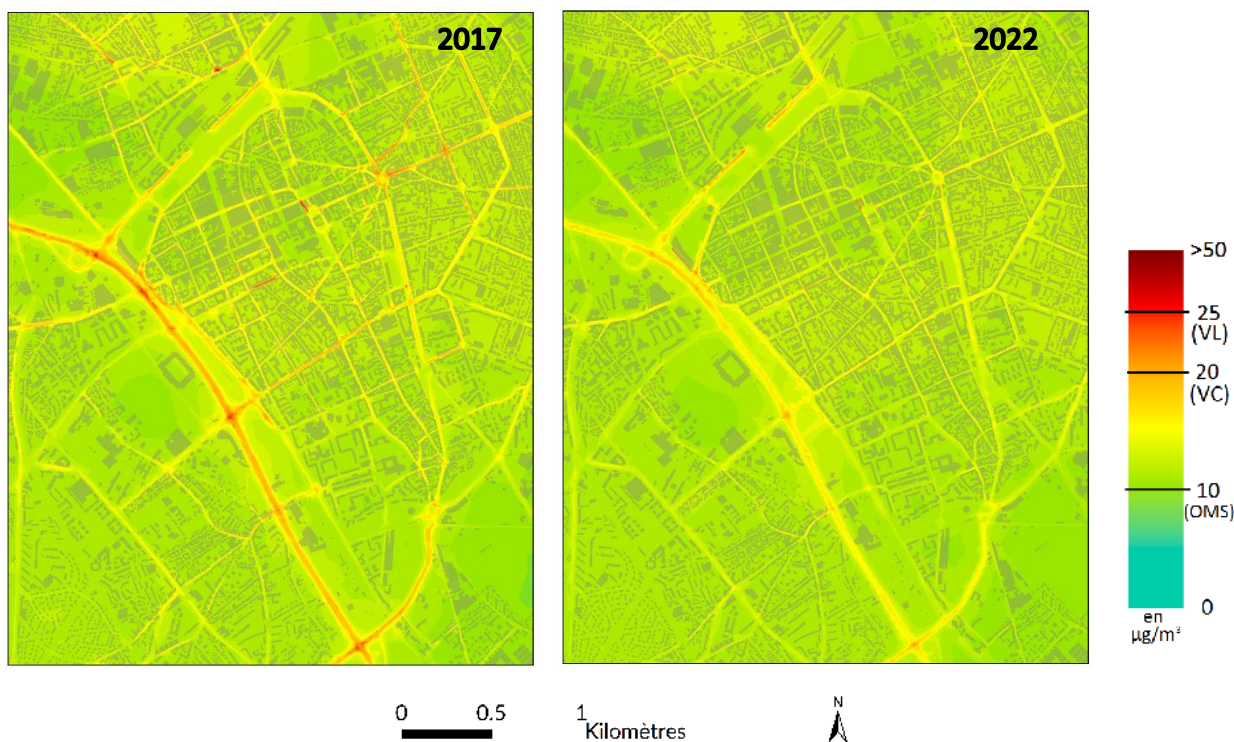 2017
2022
>50
25
(VL)
20
(VC)
10
(OMS)
0
en
µg/m³
0 0.5 1
Kilomètres
N